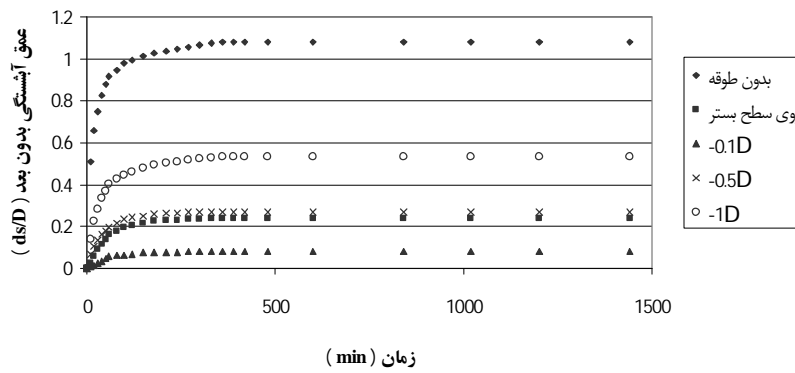 عمق آبشستگی بدون بعد ( ds/D )
1.2
1
0.8
0.6
0.4
0.2
0
0
500
1000
1500
زمان ( min )
بدون طوقه
وی سطح بستر
-0.1D
-0.5D
-1D